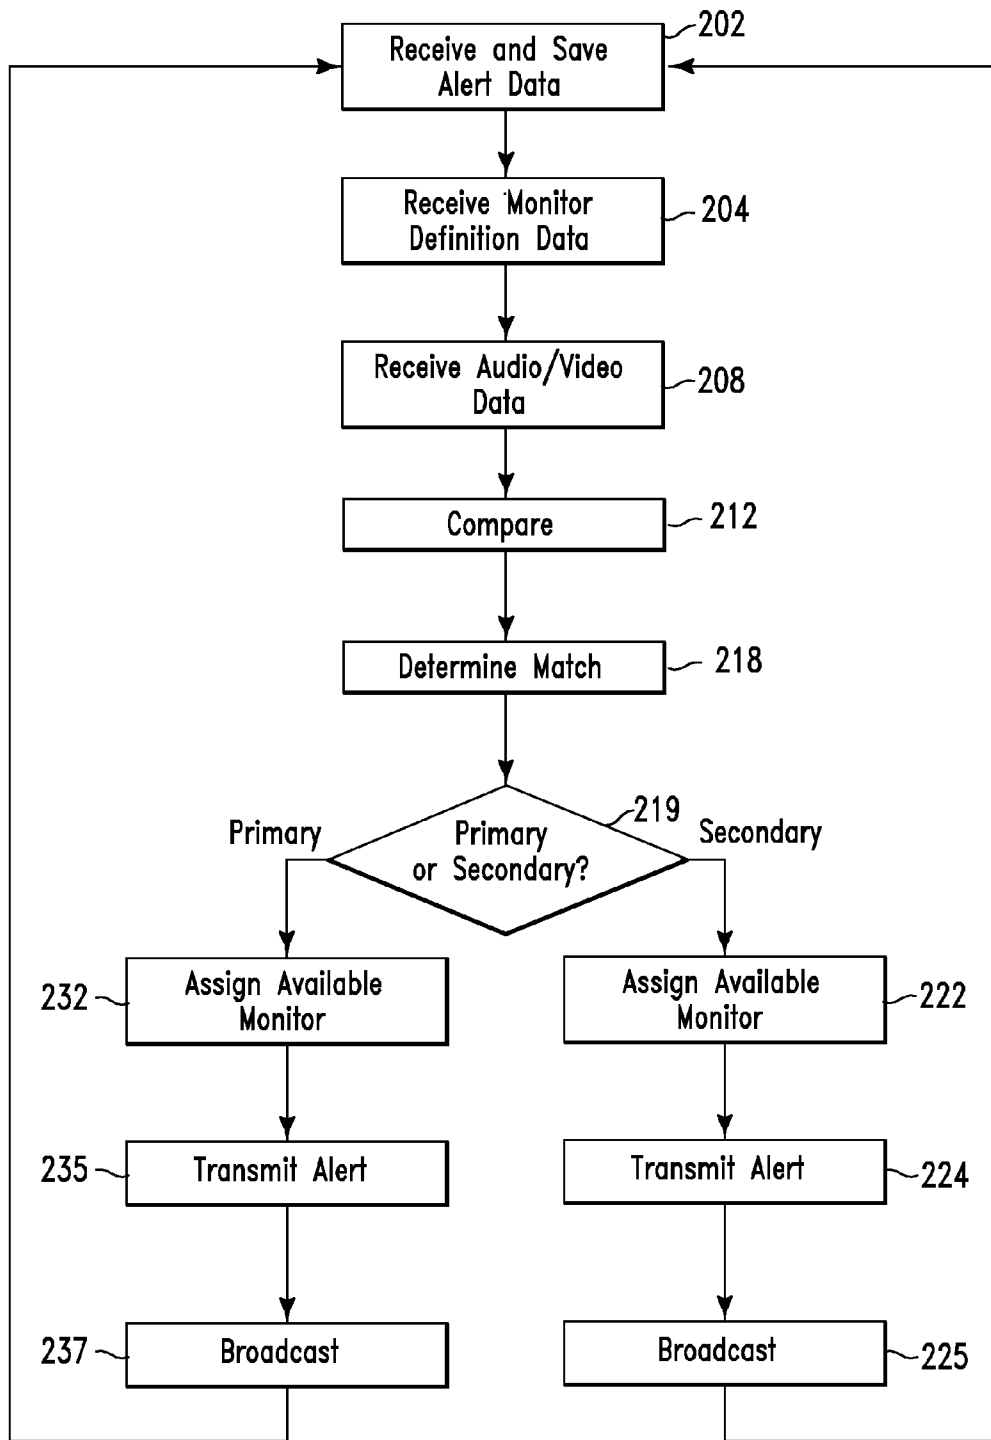 202
Receive and Save
Alert Data
Receive Monitor
Definition Data
204
Receive Audio/Video
Data
208
Compare
212
Determine Match
218
219
Primary
Primary
or Secondary?
Secondary
232
Assign Available
Monitor
Assign Available
Monitor
222
235
Transmit Alert
Transmit Alert
224
237
Broadcast
Broadcast
225